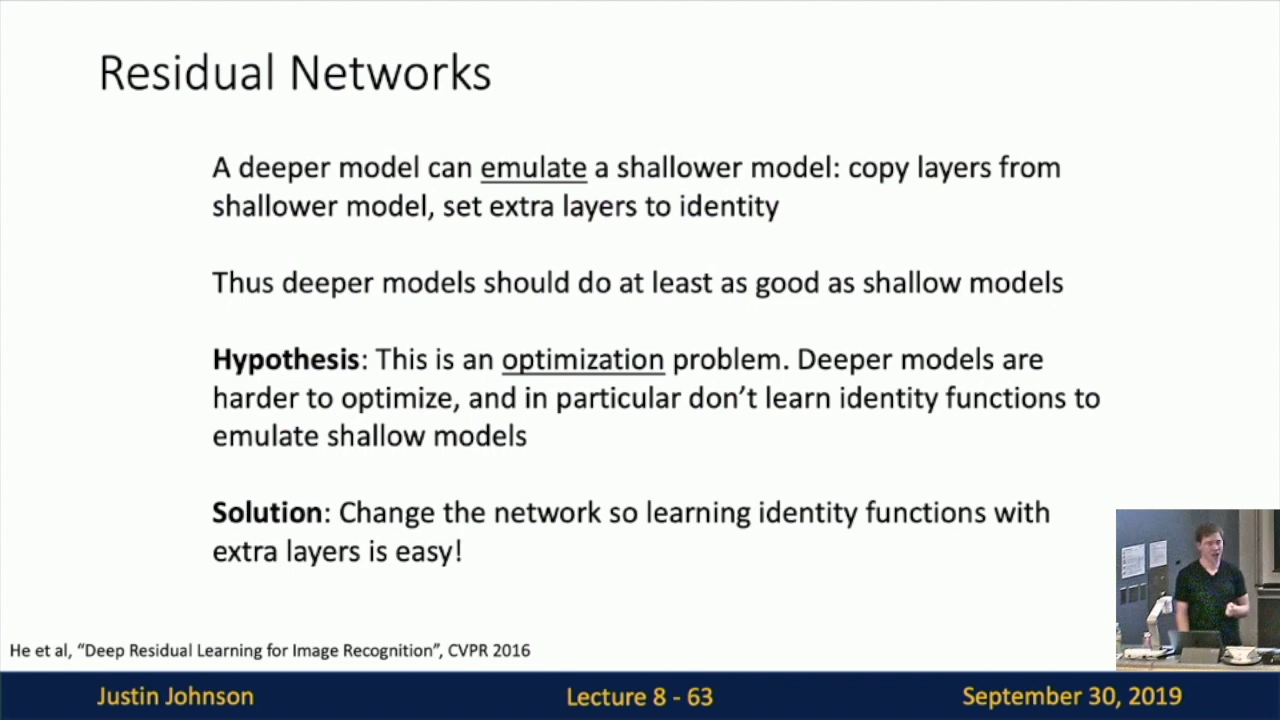 Residual Networks
A deeper model can emulate a shallower model: copy layers from
shallower model, set extra layers to identity
Thus deeper models should do at least as good as shallow models
Hypothesis: This is an optimization problem. Deeper models are
harder to optimize, and in particular don’t learn identity functions to
emulate shallow models
Solution: Change the network so learning identity functions with
extra layers is easy!
He et al, “Deep Residual Learning for Image Recognition”, CVPR 2016
Justin Johnson
Lecture 8 - 63
September 30, 2019